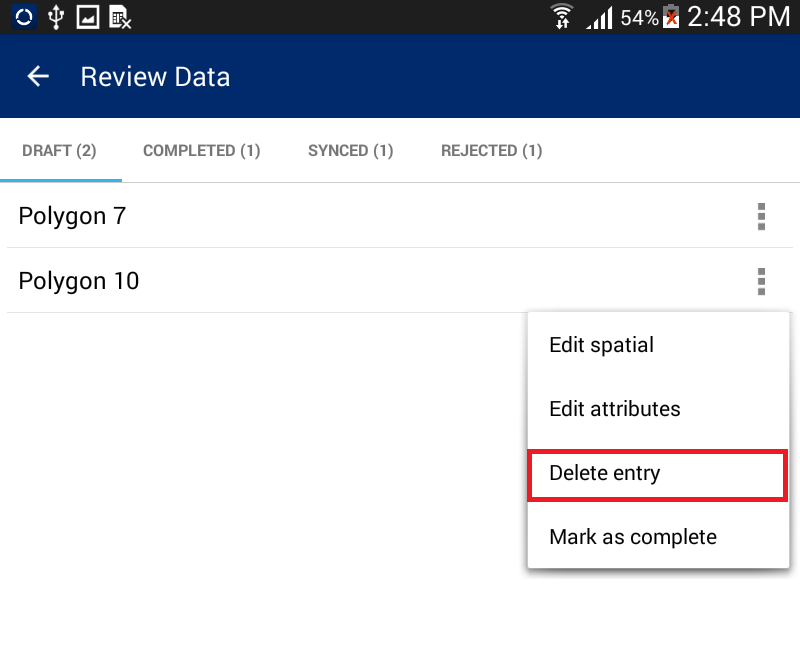 54% 2:48 PM
Review Data
DRAFT (2) COMPLETED (1) SYNCED (1) REJECTED (1)
Polygon 7
Polygon 10
Edit spatial
Edit attributes
Delete entry
Mark as complete